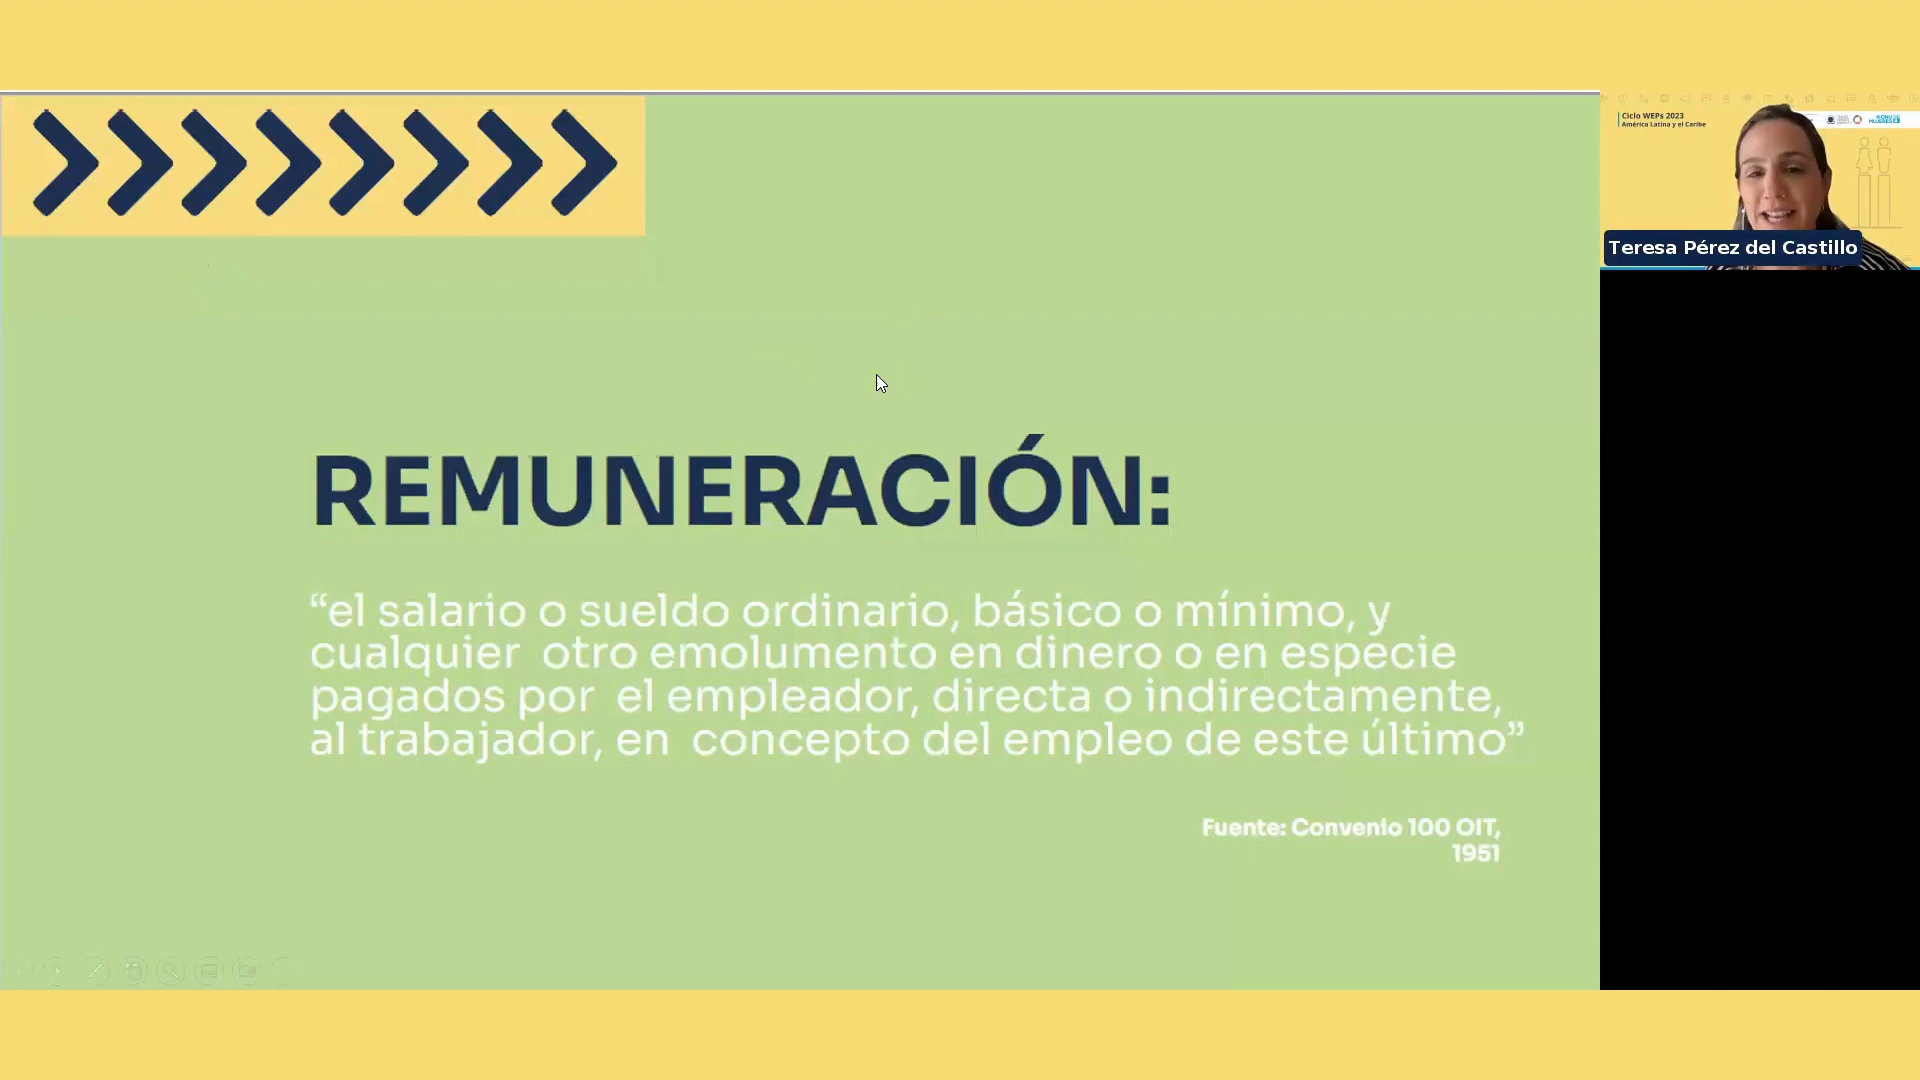 REMUNERACIÓN:
“el salario o sueldo ordinario, básico o mínimo, y
cualquier otro emolumento en dinero o en especie
pagados por el empleador, directa o indirectamente,
al trabajador, en concepto del empleo de este último”
Fuente: Convenio 100 OIT,
1951
Ciclo WEPs 2023
América Latina y el Caribe
ONU
MUJERES
Teresa Pérez del Castillo